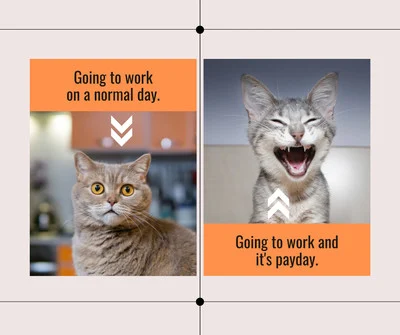 Going to work
on a normal day.
Going to work and
it's payday.